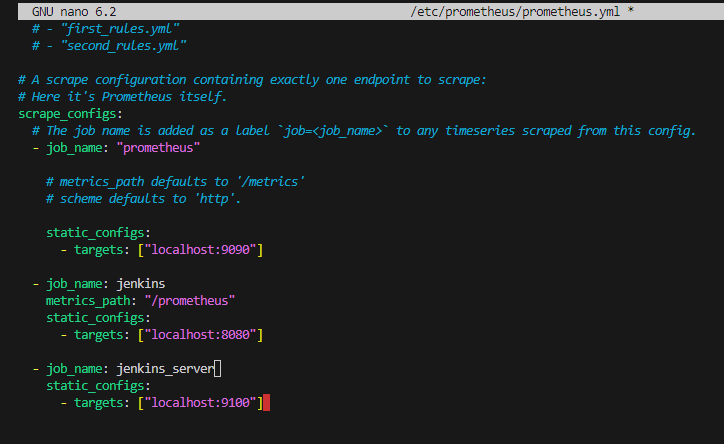 GNU nano 6.2 /etc/prometheus/prometheus.yml *
# - "first_rules.yml"
# - "second_rules.yml"
# A scrape configuration containing exactly one endpoint to scrape:
# Here it's Prometheus itself.
scrape_configs:
# The job name is added as a label `job=<job_name>` to any timeseries scraped from this config.
- job_name: "prometheus"
# metrics_path defaults to '/metrics'
# scheme defaults to 'http'.
static_configs:
- targets: ["localhost:9090"]
- job_name: jenkins
metrics_path: "/prometheus"
static_configs:
- targets: ["localhost:8080"]
- job_name: jenkins_server
static_configs:
- targets: ["localhost:9100"]